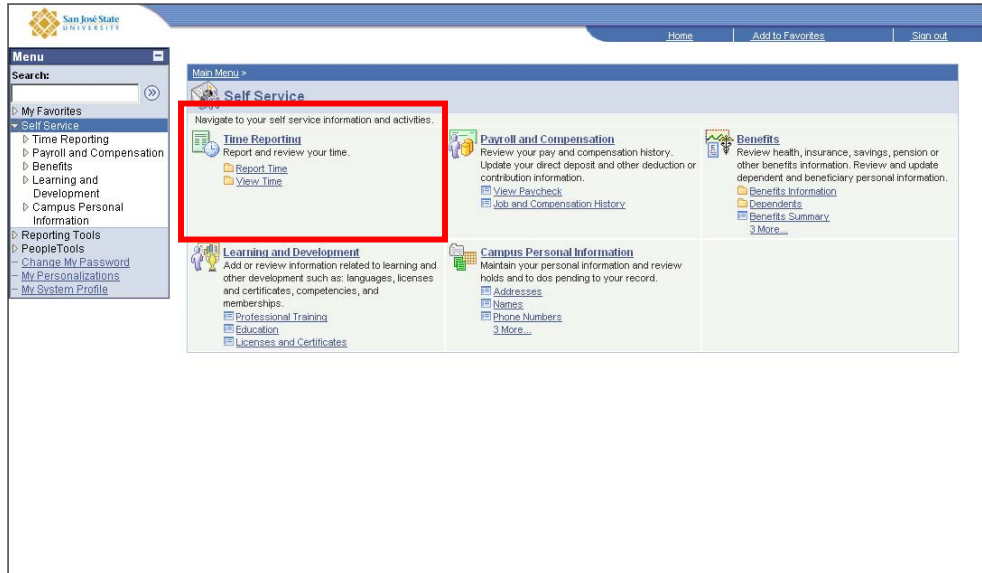 San José State
UNIVERSITY
Home
Add to Favorites
Sign out
Menu
Search:
My Favorites
Self Service
Time Reporting
Payroll and Compensation
Benefits
Learning and
Development
Campus Personal
Information
Reporting Tools
PeopleTools
Change My Password
My Personalizations
My System Profile
Main Menu >
Self Service
Navigate to your self service information and activities.
Time Reporting
Report and review your time.
Report Time
View Time
Payroll and Compensation
Review your pay and compensation history.
Update your direct deposit and other deduction or
contribution information.
View Paycheck
Job and Compensation History
Benefits
Review health, insurance, savings, pension or
other benefits information. Review and update
dependent and beneficiary personal information.
Benefits Information
Dependents
Benefits Summary
3 More...
Learning and Development
Add or review information related to learning and
other development such as: languages, licenses
and certificates, competencies, and
memberships.
Professional Training
Education
Licenses and Certificates
Campus Personal Information
Maintain your personal information and review
holds and to dos pending to your record.
Addresses
Names
Phone Numbers
3 More...